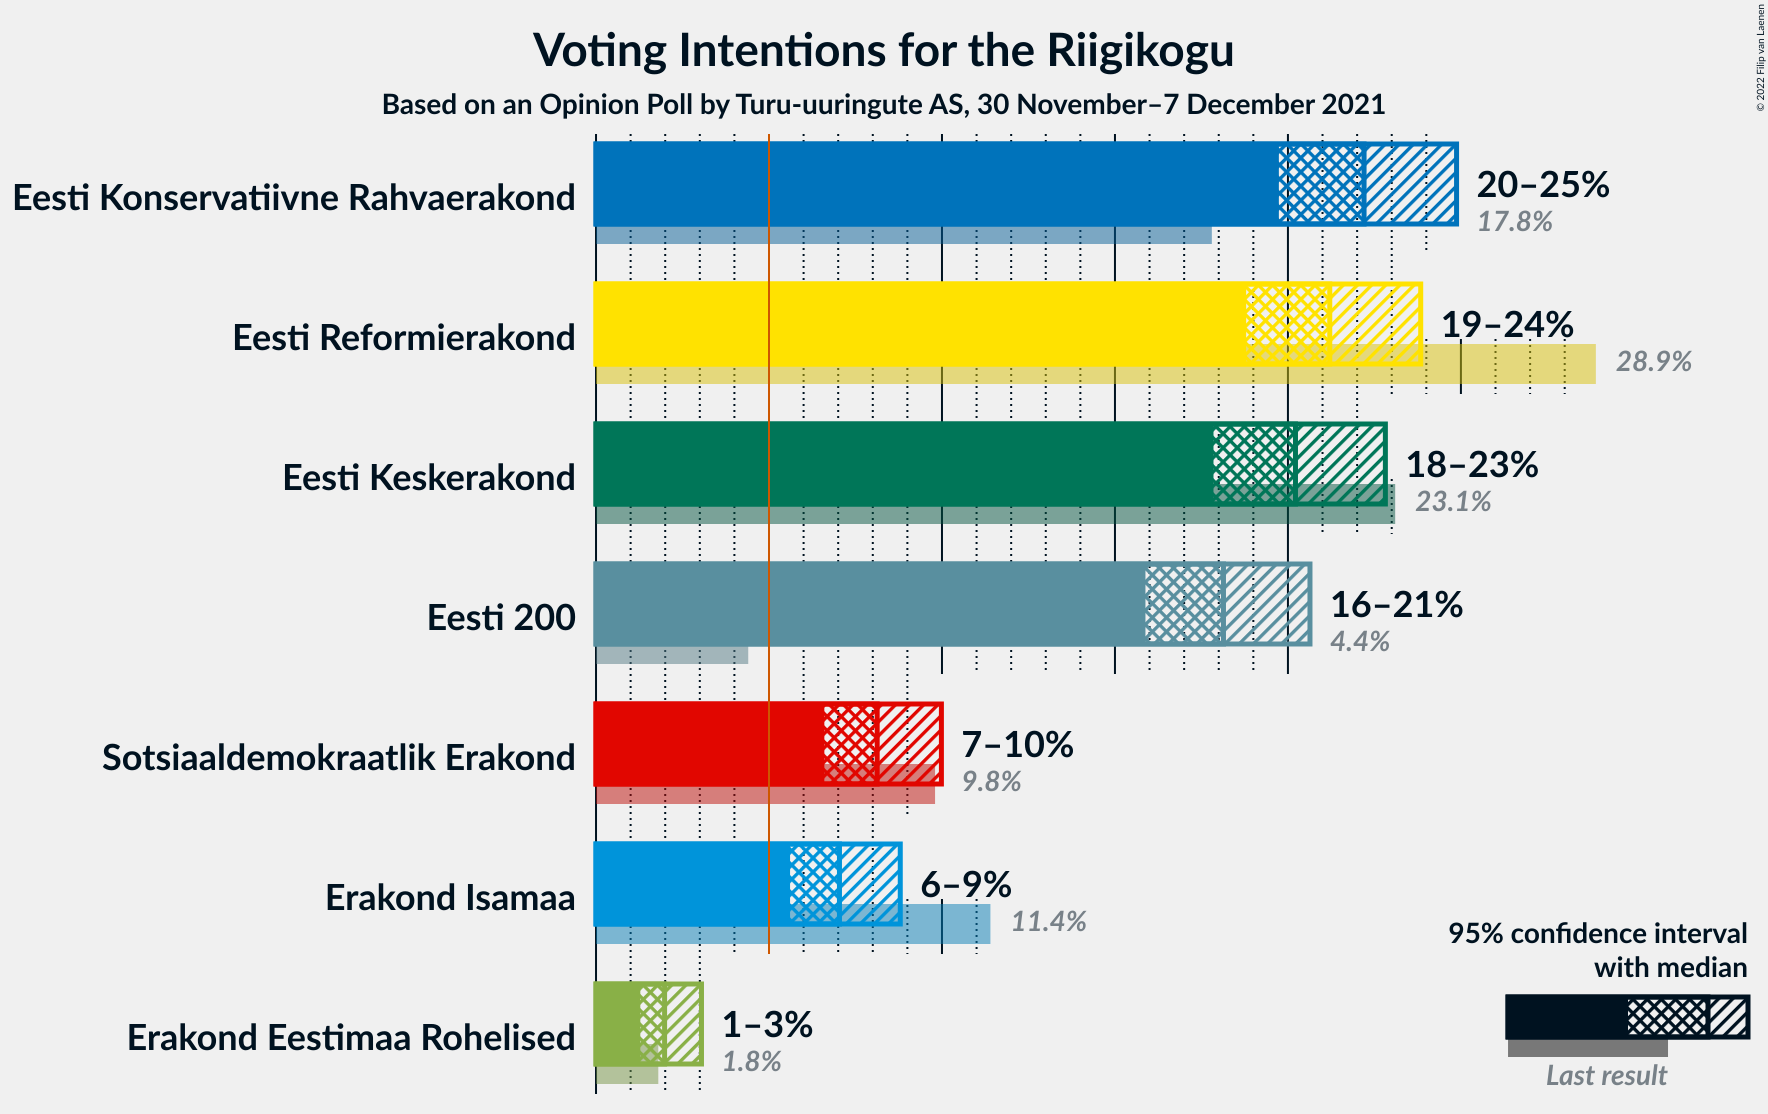 Voting Intentions for the Riigikogu
Based on an Opinion Poll by Turu-uuringute AS, 30 November–7 December 2021
© 2022 Filip van Laenen
Eesti Konservatiivne Rahvaerakond
20–25%
17.8%
Eesti Reformierakond
19–24%
28.9%
Eesti Keskerakond
18–23%
23.1%
Eesti 200
16–21%
4.4%
Sotsiaaldemokraatlik Erakond
7–10%
9.8%
Erakond Isamaa
6–9%
11.4%
Erakond Eestimaa Rohelised
1–3%
1.8%
95% confidence interval
with median
Last result